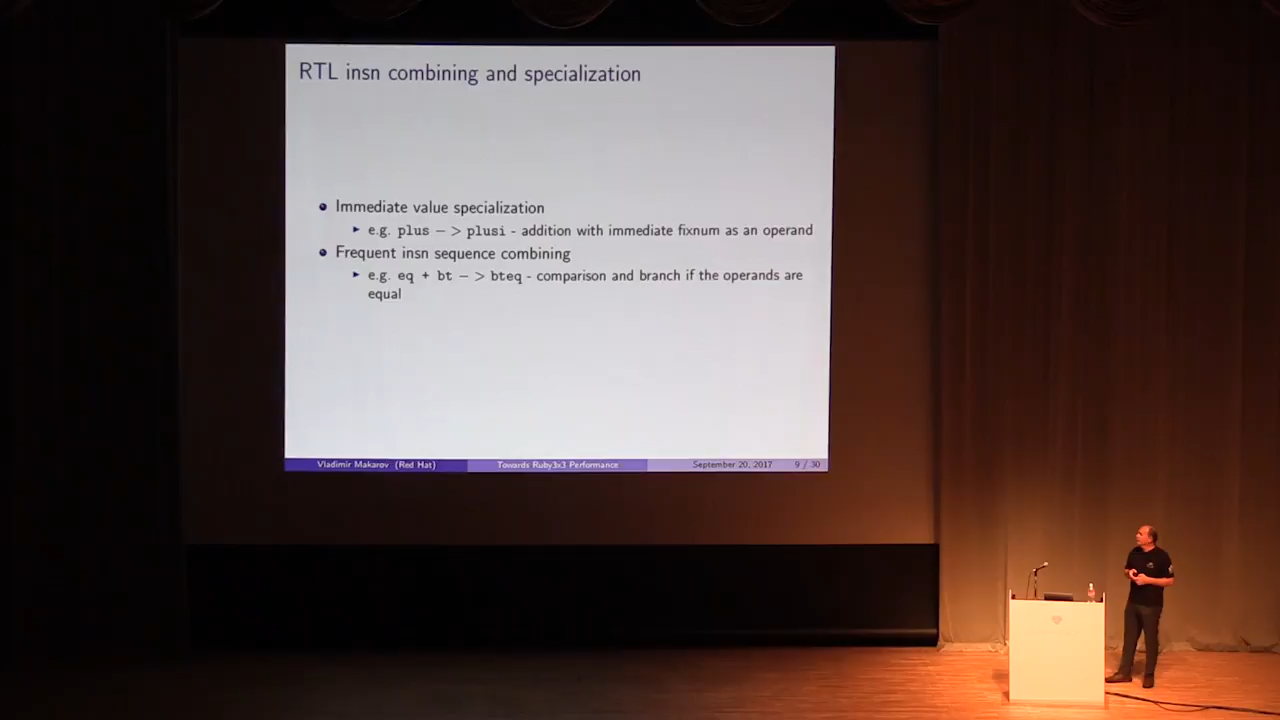 RTL insn combining and specialization
Immediate value specialization
e.g. plus −> plusi - addition with immediate fixnum as an operand
Frequent insn sequence combining
e.g. eq + bt −> bteq - comparison and branch if the operands are
equal
Vladimir Makarov (Red Hat) Towards Ruby3x3 Performance September 20, 2017 9 / 30